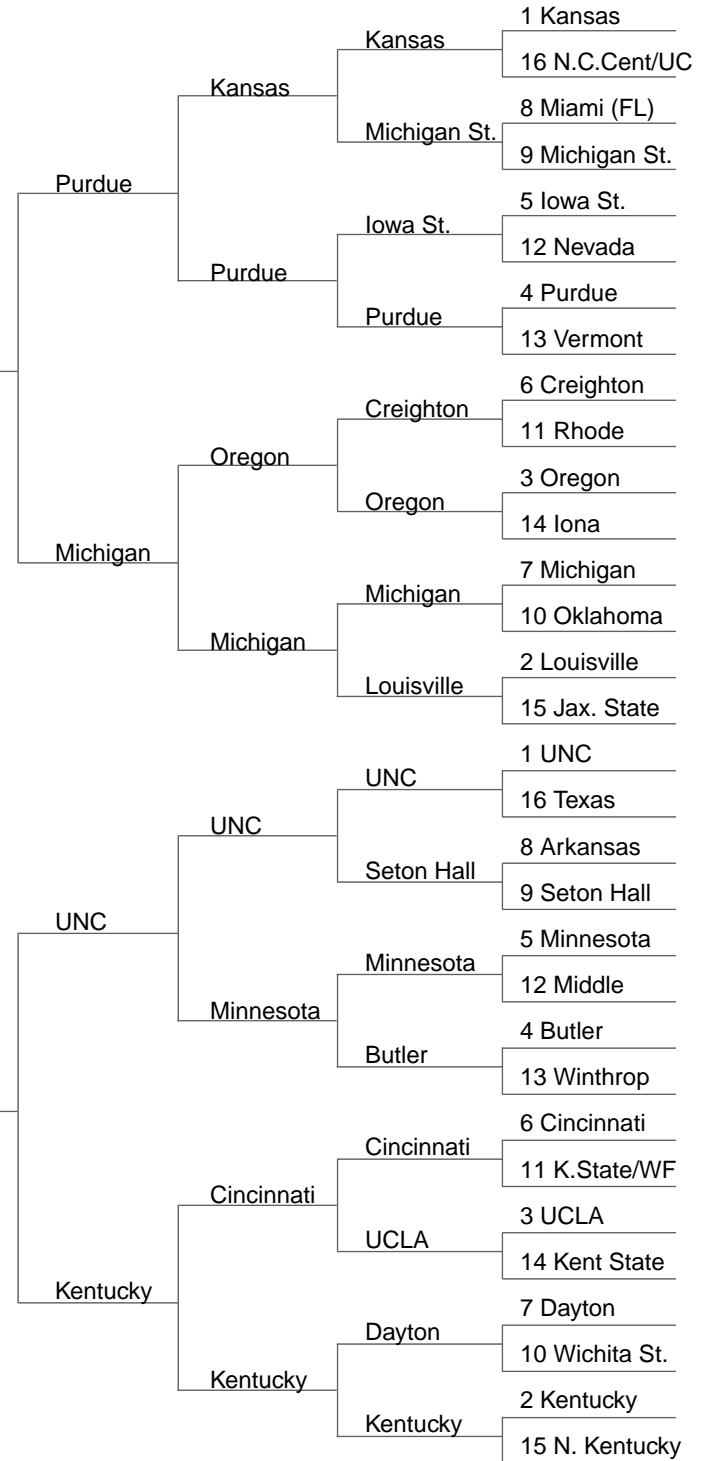 1 Kansas
Kansas
16 N.C.Cent/UC
Kansas
8 Miami (FL)
Michigan St.
9 Michigan St.
Purdue
5 Iowa St.
Iowa St.
12 Nevada
Purdue
4 Purdue
Purdue
13 Vermont
6 Creighton
Creighton
11 Rhode
Oregon
3 Oregon
Oregon
14 Iona
Michigan
7 Michigan
Michigan
10 Oklahoma
Michigan
2 Louisville
Louisville
15 Jax. State
1 UNC
UNC
16 Texas
UNC
8 Arkansas
Seton Hall
9 Seton Hall
UNC
5 Minnesota
Minnesota
12 Middle
Minnesota
4 Butler
Butler
13 Winthrop
6 Cincinnati
Cincinnati
11 K.State/WF
Cincinnati
3 UCLA
UCLA
14 Kent State
Kentucky
7 Dayton
Dayton
10 Wichita St.
Kentucky
2 Kentucky
Kentucky
15 N. Kentucky